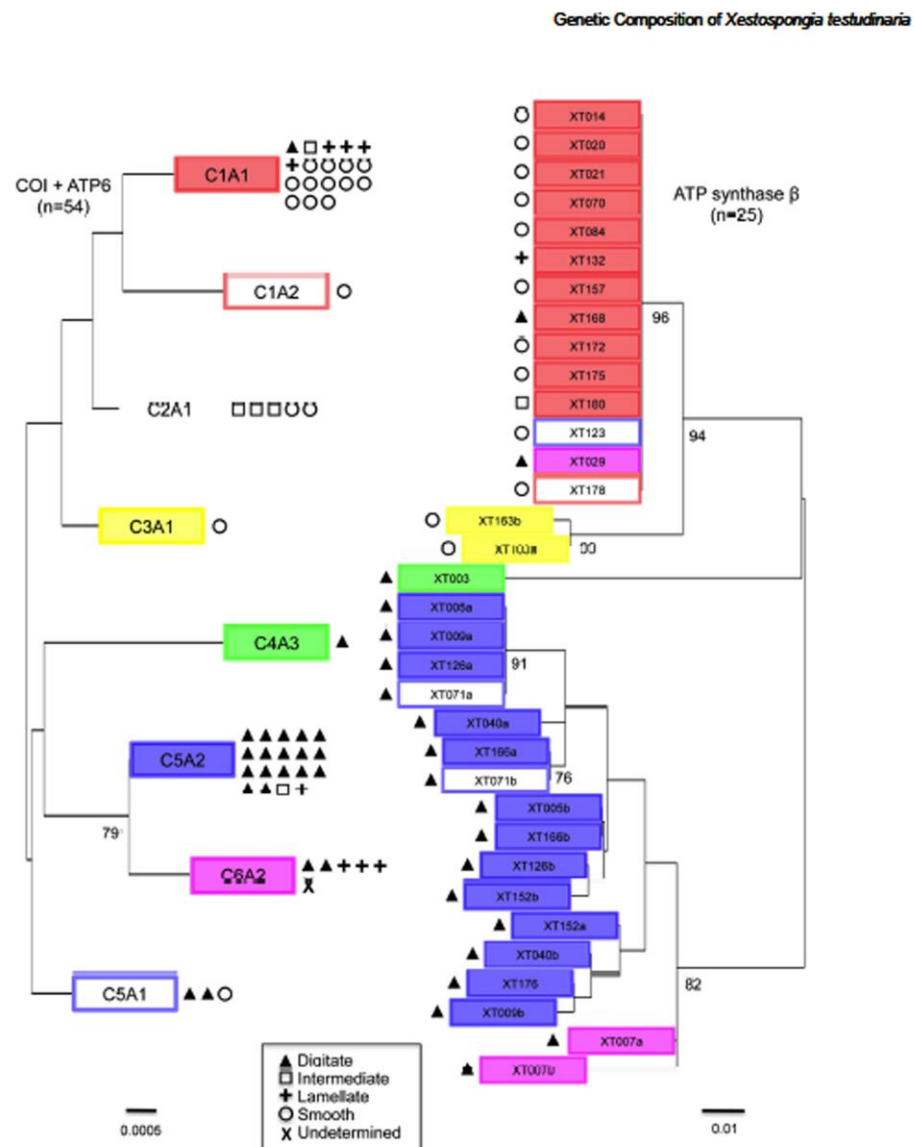 Genetic Composition of Xestospongia testudinaria
COI + ATP6
(n=54)
C1A1
C1A2
C2A1
C3A1
C4A3
C5A2
79
C6A2
C5A1
0.0005
ATP synthase β
(n=25)
XT014
XT020
XT021
XT070
XT084
XT132
XT157
XT168
XT172
XT175
XT180
XT123
XT029
XT178
96
94
XT163b
XT003
XT005a
XT009a
XT126a
XT071a
91
XT040a
XT166a
XT071b
76
XT005b
XT166b
XT126b
XT152b
XT152a
XT040b
XT176
XT009b
82
XT007a
XT007b
0.01
Digitate
Intermediate
Lamellate
Smooth
X Undetermined